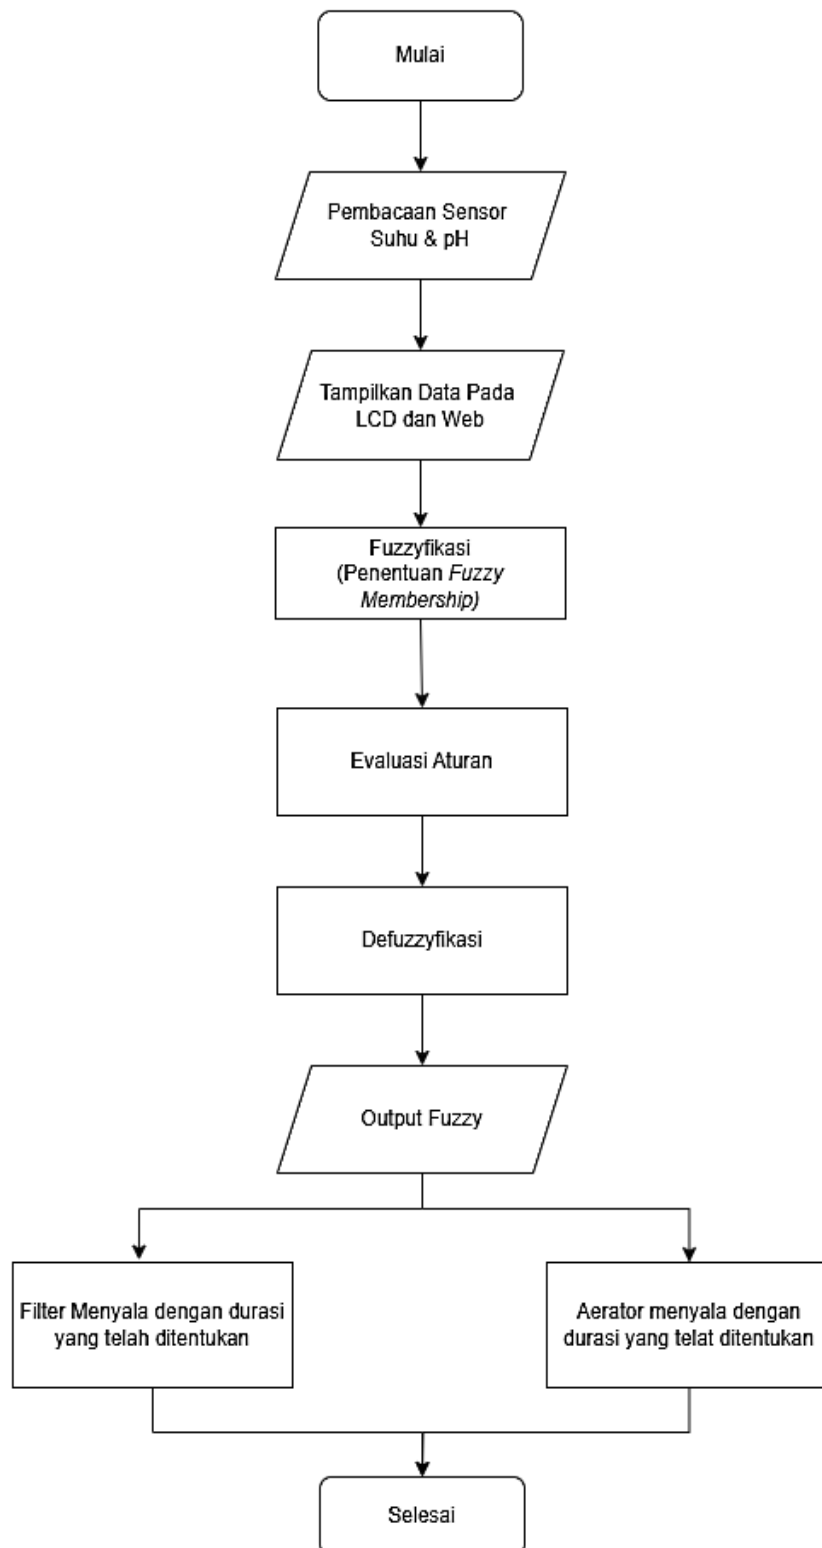 Mulai
Pembacaan Sensor
Suhu & pH
Tampilkan Data Pada
LCD dan Web
Fuzzyfikasi
(Penentuan Fuzzy
Membership)
Evaluasi Aturan
Defuzzyfikasi
Output Fuzzy
Filter Menyala dengan durasi
yang telah ditentukan
Aerator menyala dengan
durasi yang telat ditentukan
Selesai